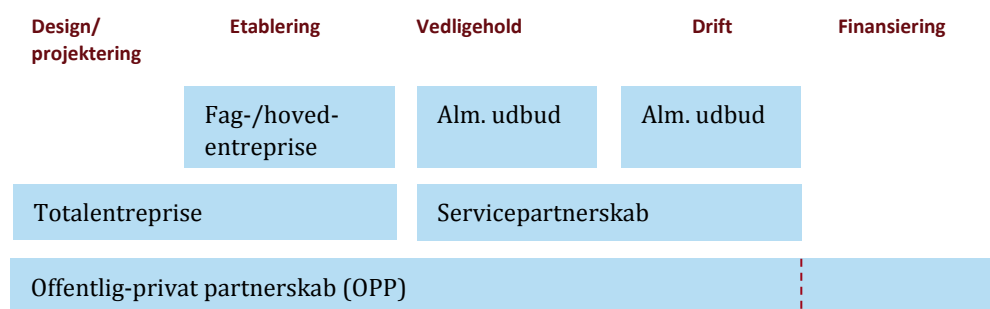 Design/
projektering
Etablering
Vedligehold
Drift
Finansiering
Fag-/hoved-
entreprise
Alm. udbud
Alm. udbud
Totalentreprise
Servicepartnerskab
Offentlig-privat partnerskab (OPP)